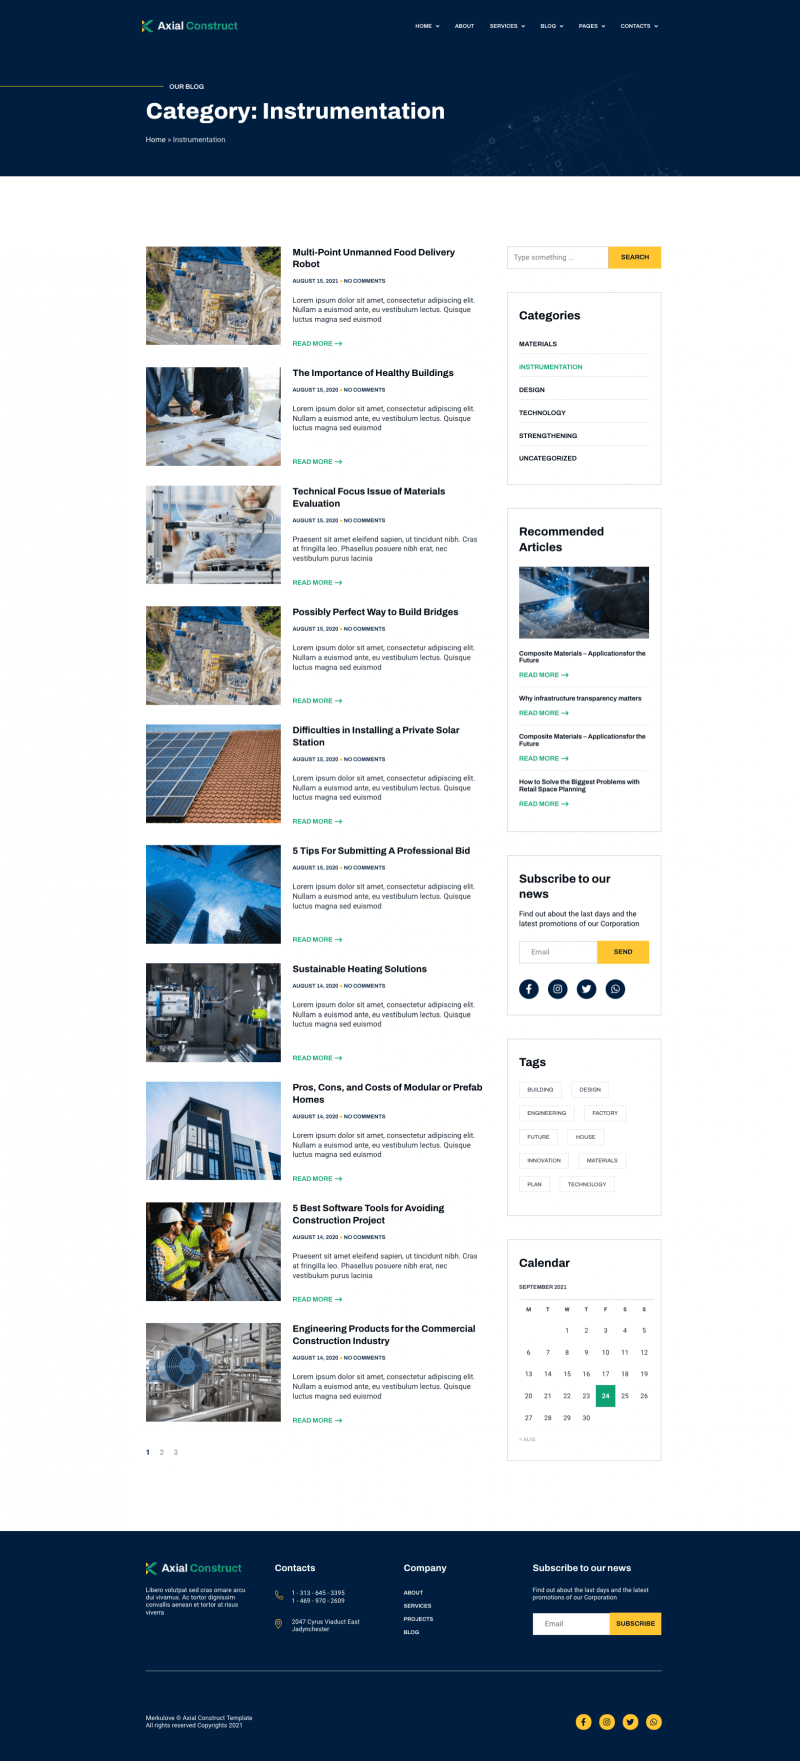 Axial Construct
HOME
ABOUT
SERVICES
BLOG
PAGES
CONTACTS
OUR BLOG
Category: Instrumentation
Home » Instrumentation
Multi-Point Unmanned Food Delivery
Robot
AUGUST 15, 2021 • NO COMMENTS
Lorem ipsum dolor sit amet, consectetur adipiscing elit.
Nullam a euismod ante, eu vestibulum lectus. Quisque
luctus magna sed euismod
READ MORE
The Importance of Healthy Buildings
AUGUST 15, 2020 • NO COMMENTS
Lorem ipsum dolor sit amet, consectetur adipiscing elit.
Nullam a euismod ante, eu vestibulum lectus. Quisque
luctus magna sed euismod
READ MORE
Technical Focus Issue of Materials
Evaluation
AUGUST 15, 2020 • NO COMMENTS
Praesent sit amet eleifend sapien, ut tincidunt nibh. Cras
at fringilla leo. Phasellus posuere nibh erat, nec
vestibulum purus lacinia
READ MORE
Possibly Perfect Way to Build Bridges
AUGUST 15, 2020 • NO COMMENTS
Lorem ipsum dolor sit amet, consectetur adipiscing elit.
Nullam a euismod ante, eu vestibulum lectus. Quisque
luctus magna sed euismod
READ MORE
Difficulties in Installing a Private Solar
Station
AUGUST 15, 2020 • NO COMMENTS
Lorem ipsum dolor sit amet, consectetur adipiscing elit.
Nullam a euismod ante, eu vestibulum lectus. Quisque
luctus magna sed euismod
READ MORE
5 Tips For Submitting A Professional Bid
AUGUST 15, 2020 • NO COMMENTS
Lorem ipsum dolor sit amet, consectetur adipiscing elit.
Nullam a euismod ante, eu vestibulum lectus. Quisque
luctus magna sed euismod
READ MORE
Sustainable Heating Solutions
AUGUST 14, 2020 • NO COMMENTS
Lorem ipsum dolor sit amet, consectetur adipiscing elit.
Nullam a euismod ante, eu vestibulum lectus. Quisque
luctus magna sed euismod
READ MORE
Pros, Cons, and Costs of Modular or Prefab
Homes
AUGUST 14, 2020 • NO COMMENTS
Lorem ipsum dolor sit amet, consectetur adipiscing elit.
Nullam a euismod ante, eu vestibulum lectus. Quisque
luctus magna sed euismod
READ MORE
5 Best Software Tools for Avoiding
Construction Project
AUGUST 14, 2020 • NO COMMENTS
Praesent sit amet eleifend sapien, ut tincidunt nibh. Cras
at fringilla leo. Phasellus posuere nibh erat, nec
vestibulum purus lacinia
READ MORE
Engineering Products for the Commercial
Construction Industry
AUGUST 14, 2020 • NO COMMENTS
Lorem ipsum dolor sit amet, consectetur adipiscing elit.
Nullam a euismod ante, eu vestibulum lectus. Quisque
luctus magna sed euismod
READ MORE
1 2 3
Type something ...
SEARCH
Categories
MATERIALS
INSTRUMENTATION
DESIGN
TECHNOLOGY
STRENGTHENING
UNCATEGORIZED
Recommended
Articles
Composite Materials – Applicationsfor the
Future
READ MORE
Why infrastructure transparency matters
READ MORE
Composite Materials – Applicationsfor the
Future
READ MORE
How to Solve the Biggest Problems with
Retail Space Planning
READ MORE
Subscribe to our
news
Find out about the last days and the
latest promotions of our Corporation
Email
SEND
Tags
BUILDING DESIGN
ENGINEERING FACTORY
FUTURE HOUSE
INNOVATION MATERIALS
PLAN TECHNOLOGY
Calendar
SEPTEMBER 2021
M T W T F S S
1 2 3 4 5
6 7 8 9 10 11 12
13 14 15 16 17 18 19
20 21 22 23 24 25 26
27 28 29 30
« AUG
Axial Construct
Libero volutpat sed cras ornare arcu
dui vivamus. Ac tortor dignissim
convallis aenean et tortor at risus
viverra
Contacts
1 - 313 - 645 - 3395
1 - 469 - 970 - 2609
2047 Cyrus Viaduct East
Jadynchester
Company
ABOUT
SERVICES
PROJECTS
BLOG
Subscribe to our news
Find out about the last days and the latest
promotions of our Corporation
Email
SUBSCRIBE
Merkulove © Axial Construct Template
All rights reserved Copyrights 2021